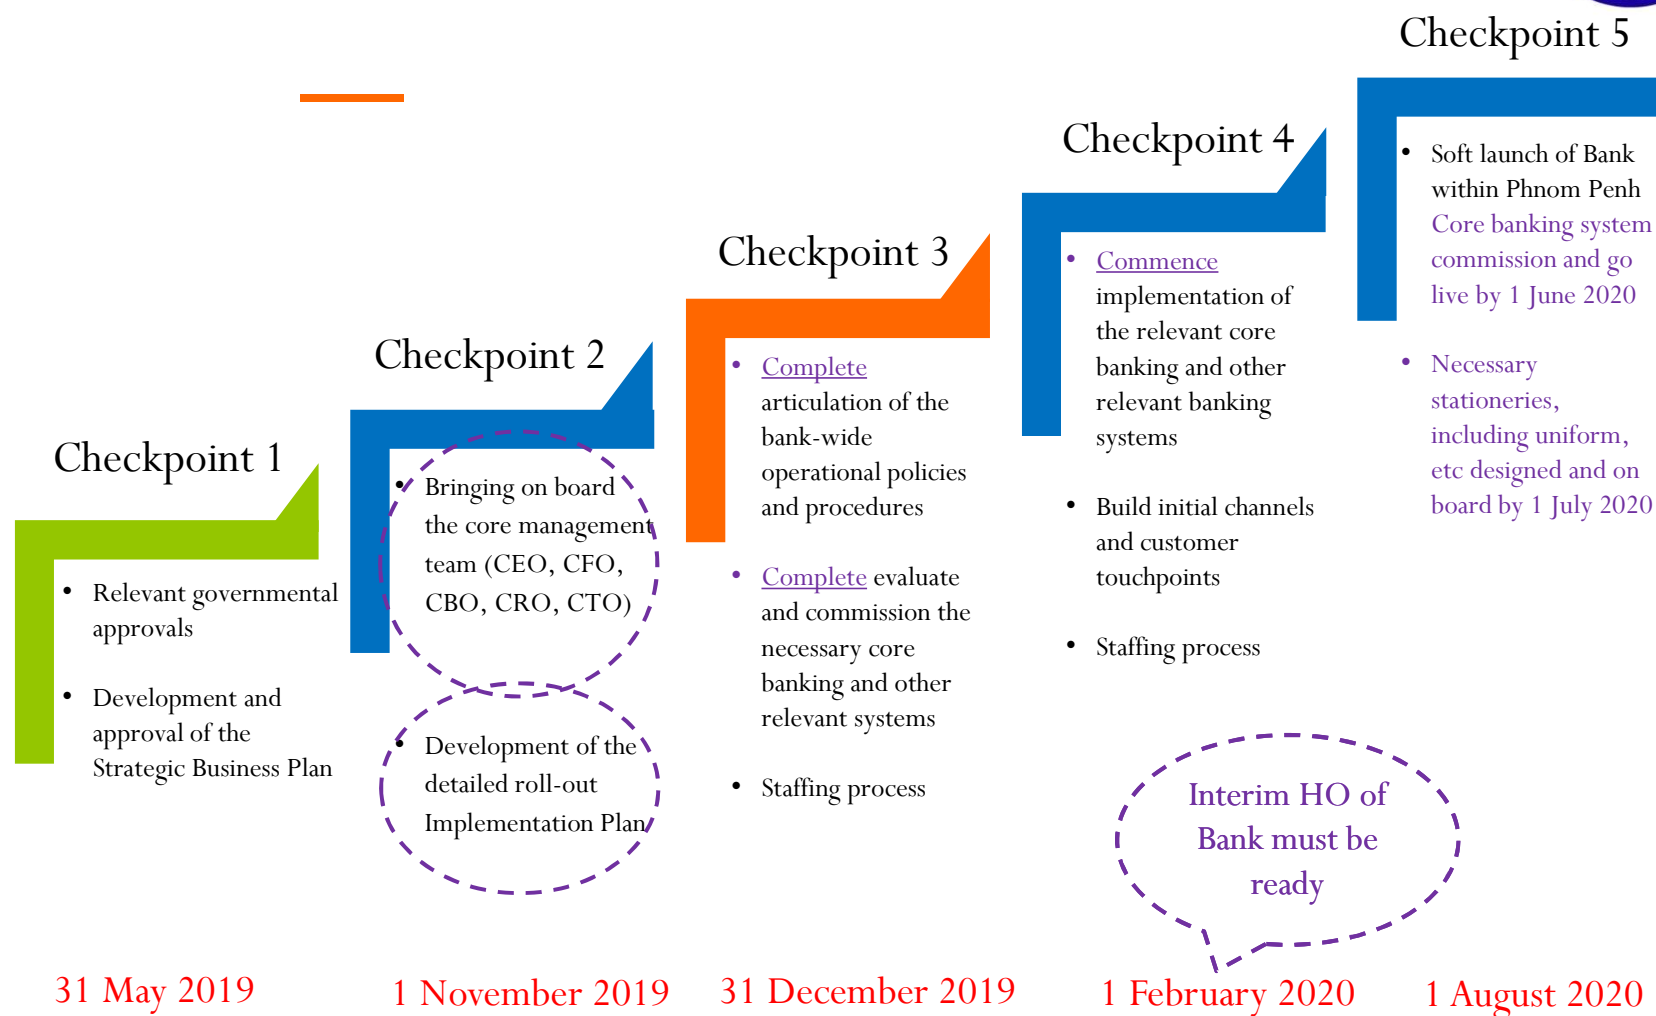 Checkpoint 1
• Relevant governmental
approvals
• Development and
approval of the
Strategic Business Plan
31 May 2019
Checkpoint 2
• Bringing on board
the core management
team (CEO, CFO,
CBO, CRO, CTO)
• Development of the
detailed roll-out
Implementation Plan
1 November 2019
Checkpoint 3
• Complete
articulation of the
bank-wide
operational policies
and procedures
• Complete evaluate
and commission the
necessary core
banking and other
relevant systems
• Staffing process
31 December 2019
Checkpoint 4
• Commence
implementation of
the relevant core
banking and other
relevant banking
systems
• Build initial channels
and customer
touchpoints
• Staffing process
Interim HO of
Bank must be
ready
1 February 2020
Checkpoint 5
• Soft launch of Bank
within Phnom Penh
Core banking system
commission and go
live by 1 June 2020
• Necessary
stationeries,
including uniform,
etc designed and on
board by 1 July 2020
1 August 2020